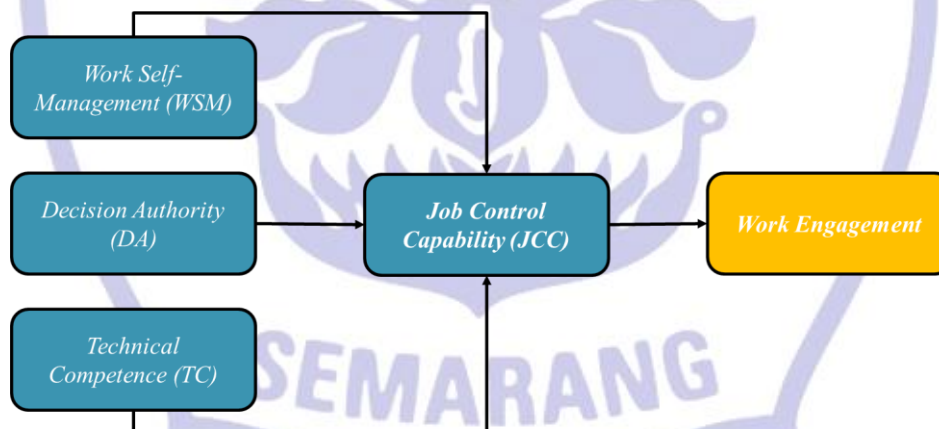 Work Self-
Management (WSM)
Decision Authority
(DA)
Job Control
Capability (JCC)
Work Engagement
Technical
Competence (TC)
SEMARANG